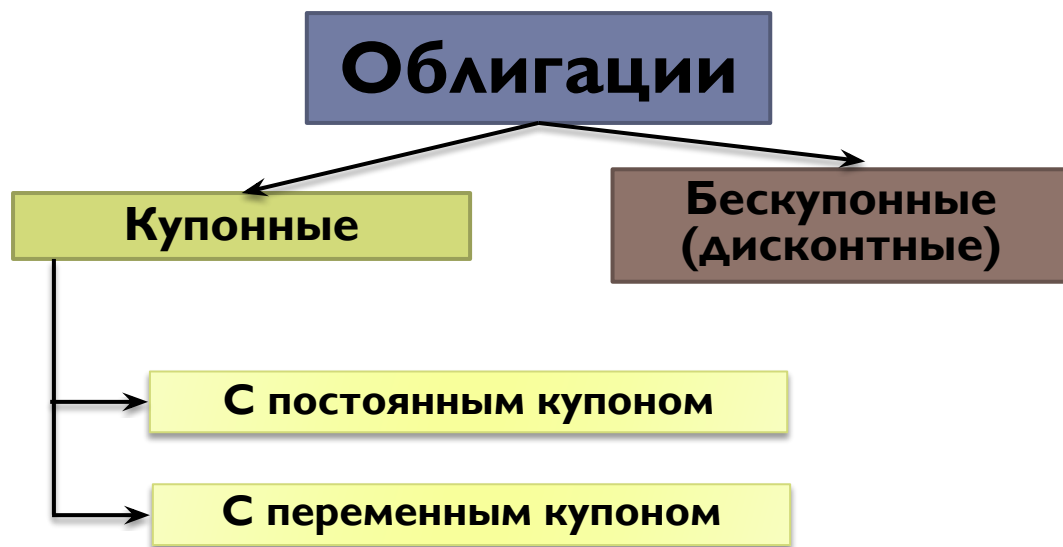 Облигации
Купонные
Бескупонные
(дисконтные)
С постоянным купоном
С переменным купоном